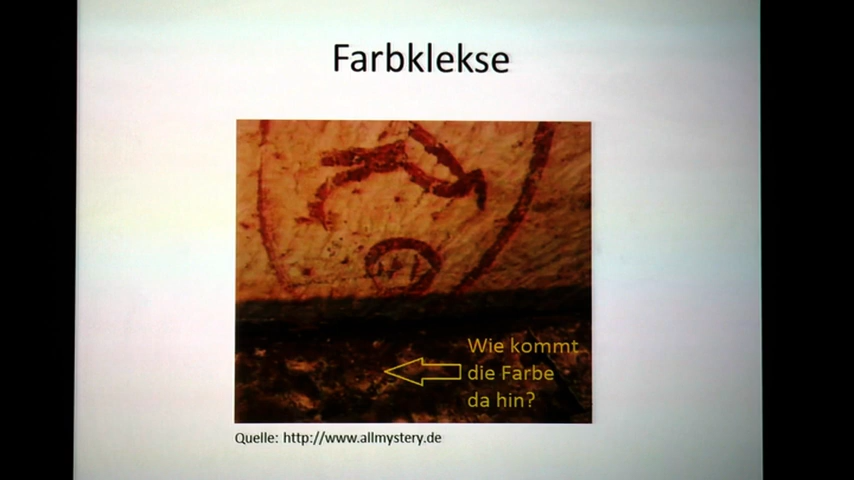 Farbklekse
Wie kommt
die Farbe
da hin?
Quelle: http://www.allmystery.de